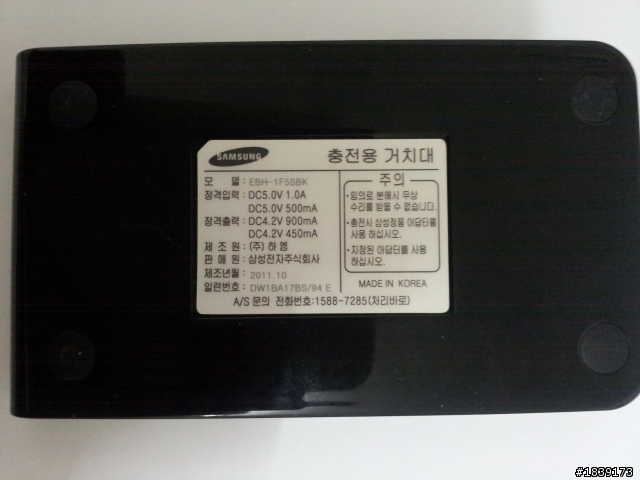 SAMSUNG 충전용 거치대
모 델 : EBH-1F5SBK
정격입력 : DC5.0V 1.0A
DC5.0V 500mA
정격출력 : DC4.2V 900mA
DC4.2V 450mA
제 조 원 : (주) 하 엠
판 매 원 : 삼성전자주식회사
제조년월 : 2011.10
일련번호 : DW1BA17BS/94 E
주 의
· 임의로 분해시 무상
수리를 받을 수 없습니다.
· 충전시 삼성정품 아답터를
사용 하십시오.
· 지정된 아답터를 사용
하십시오.
MADE IN KOREA
A/S 문의 전화번호:1588-7285(처리바로)
#1839173